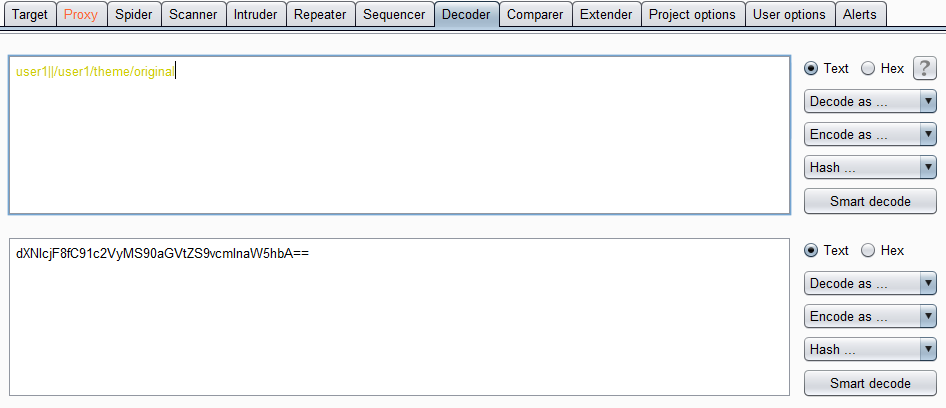 Target Proxy Spider Scanner Intruder Repeater Sequencer Decoder Comparer Extender Project options User options Alerts
user1||/user1/theme/original
Text Hex ?
Decode as ...
Encode as ...
Hash ...
Smart decode
dXNlcjF8fC91c2VyMS90aGVtZS9vcmlnaW5hbA==
Text Hex
Decode as ...
Encode as ...
Hash ...
Smart decode